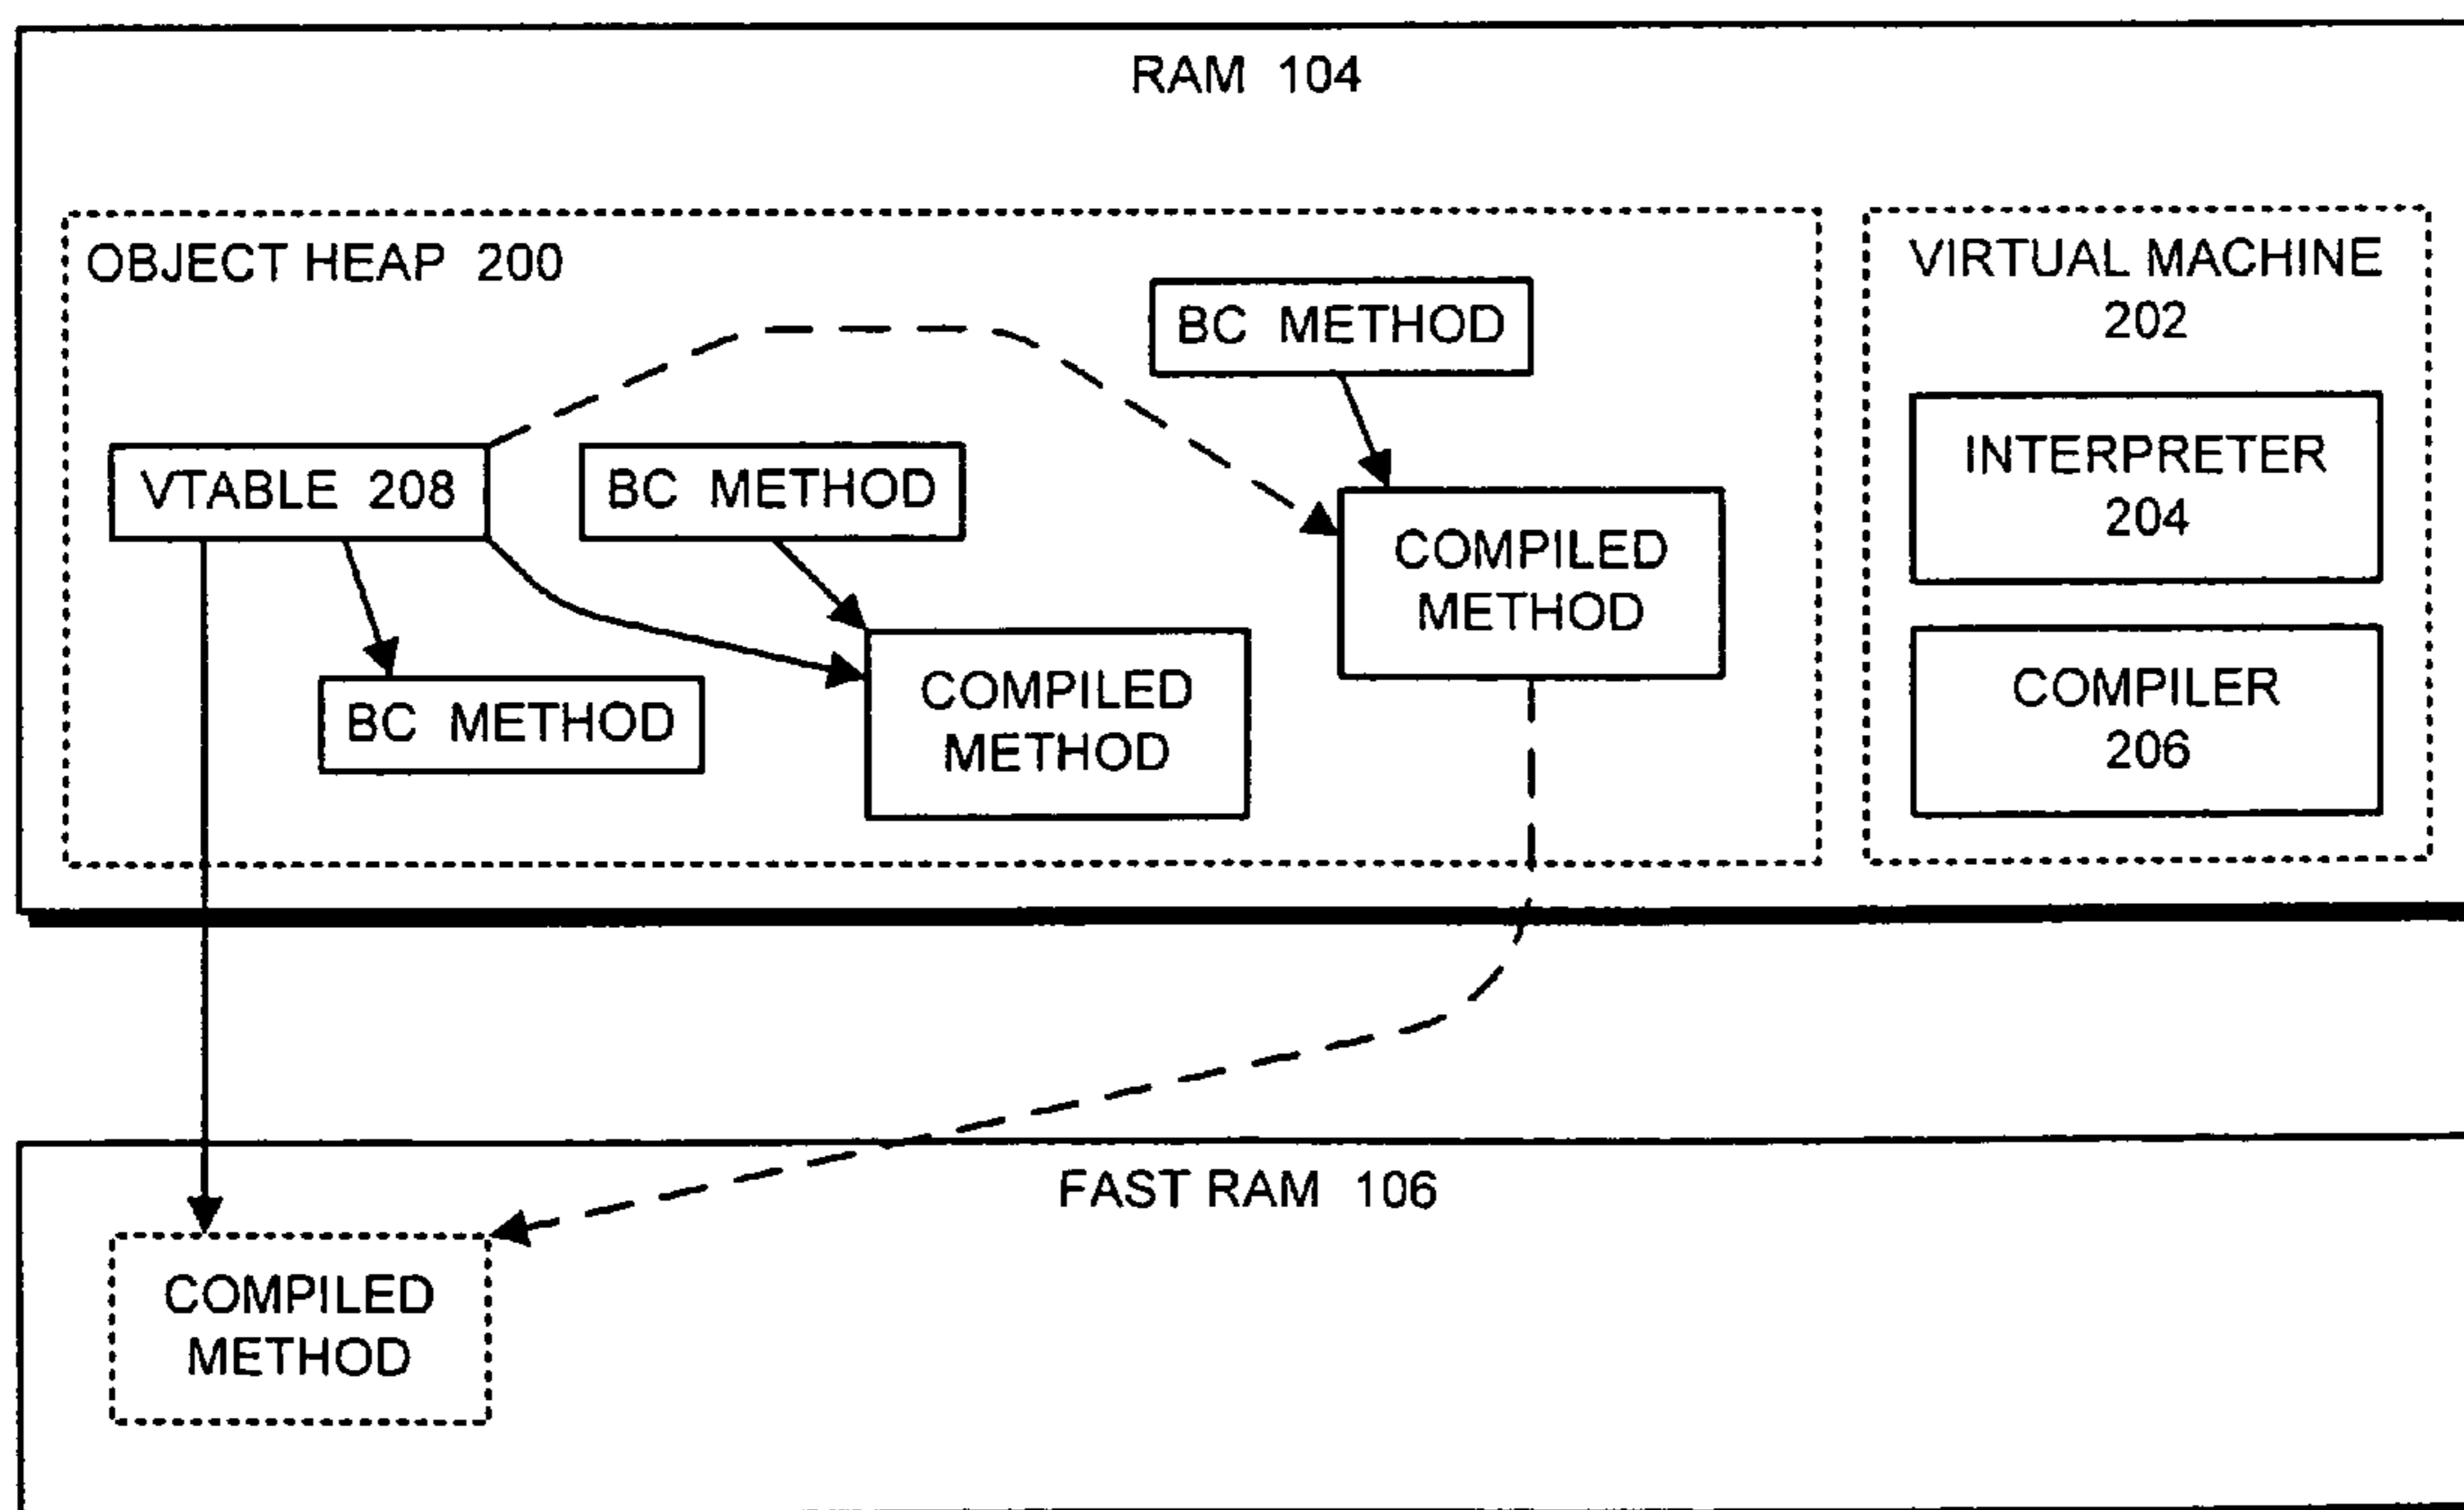 RAM 104
OBJECT HEAP 200
BC METHOD
VTABLE 208
BC METHOD
COMPILED
METHOD
BC METHOD
COMPILED
METHOD
VIRTUAL MACHINE
202
INTERPRETER
204
COMPILER
206
FAST RAM 106
COMPILED
METHOD